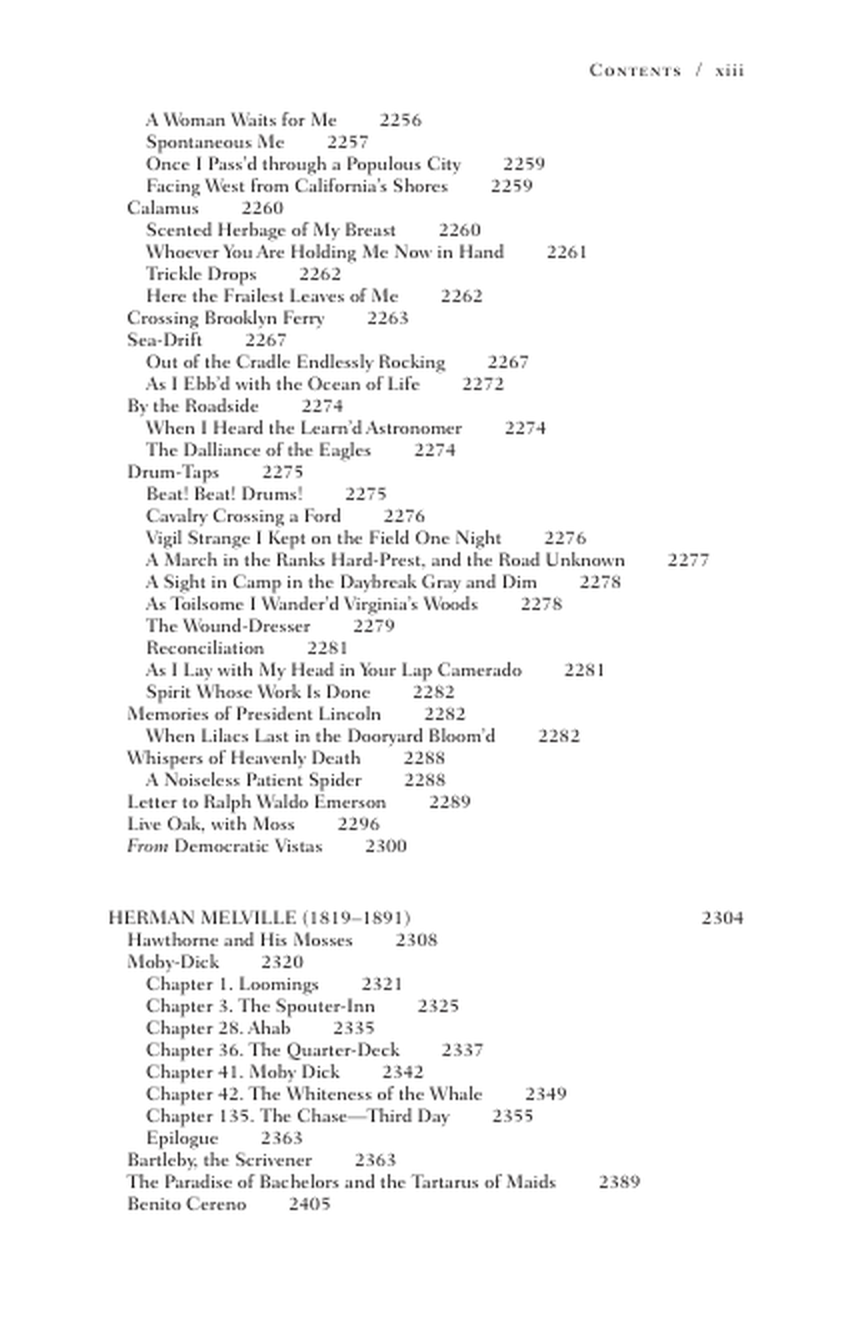 CONTENTS / xiii
A Woman Waits for Me 2256
Spontaneous Me 2257
Once I Pass'd through a Populous City 2259
Facing West from California's Shores 2259
Calamus 2260
Scented Herbage of My Breast 2260
Whoever You Are Holding Me Now in Hand 2261
Trickle Drops 2262
Here the Frailest Leaves of Me 2262
Crossing Brooklyn Ferry 2263
Sea-Drift 2267
Out of the Cradle Endlessly Rocking 2267
As I Ebb'd with the Ocean of Life 2272
By the Roadside 2274
When I Heard the Learn'd Astronomer 2274
The Dalliance of the Eagles 2274
Drum-Taps 2275
Beat! Beat! Drums! 2275
Cavalry Crossing a Ford 2276
Vigil Strange I Kept on the Field One Night 2276
A March in the Ranks Hard-Prest, and the Road Unknown 2277
A Sight in Camp in the Daybreak Gray and Dim 2278
As Toilsome I Wander'd Virginia's Woods 2278
The Wound-Dresser 2279
Reconciliation 2281
As I Lay with My Head in Your Lap Camerado 2281
Spirit Whose Work Is Done 2282
Memories of President Lincoln 2282
When Lilacs Last in the Dooryard Bloom'd 2282
Whispers of Heavenly Death 2288
A Noiseless Patient Spider 2288
Letter to Ralph Waldo Emerson 2289
Live Oak, with Moss 2296
From Democratic Vistas 2300
HERMAN MELVILLE (1819–1891) 2304
Hawthorne and His Mosses 2308
Moby-Dick 2320
Chapter 1. Loomings 2321
Chapter 3. The Spouter-Inn 2325
Chapter 28. Ahab 2335
Chapter 36. The Quarter-Deck 2337
Chapter 41. Moby Dick 2342
Chapter 42. The Whiteness of the Whale 2349
Chapter 135. The Chase—Third Day 2355
Epilogue 2363
Bartleby, the Scrivener 2363
The Paradise of Bachelors and the Tartarus of Maids 2389
Benito Cereno 2405